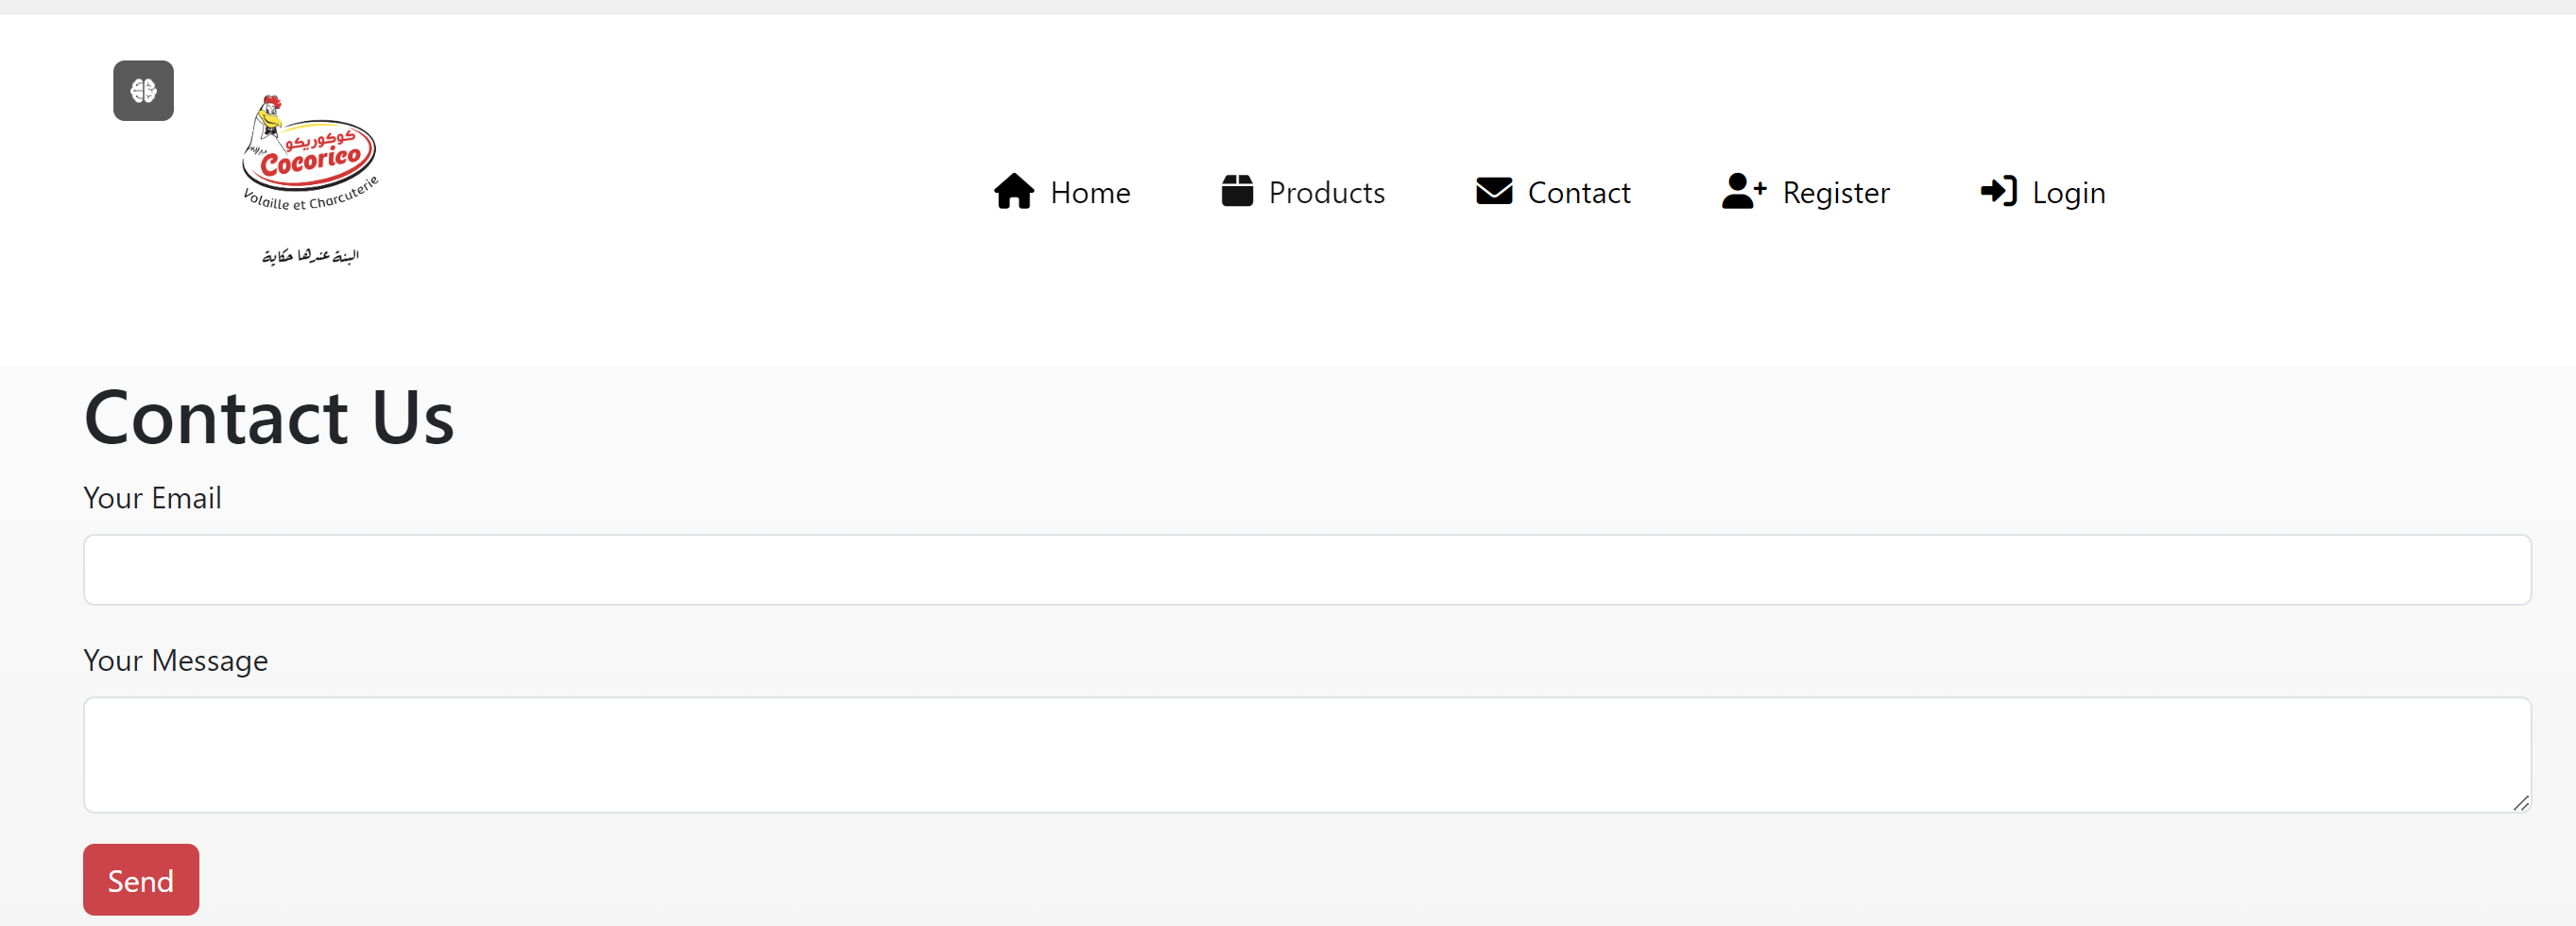 كوكوريكو
Cocorico
Volaille et Charcuterie
البنة عندها حكاية
Home Products Contact Register Login
Contact Us
Your Email
Your Message
Send